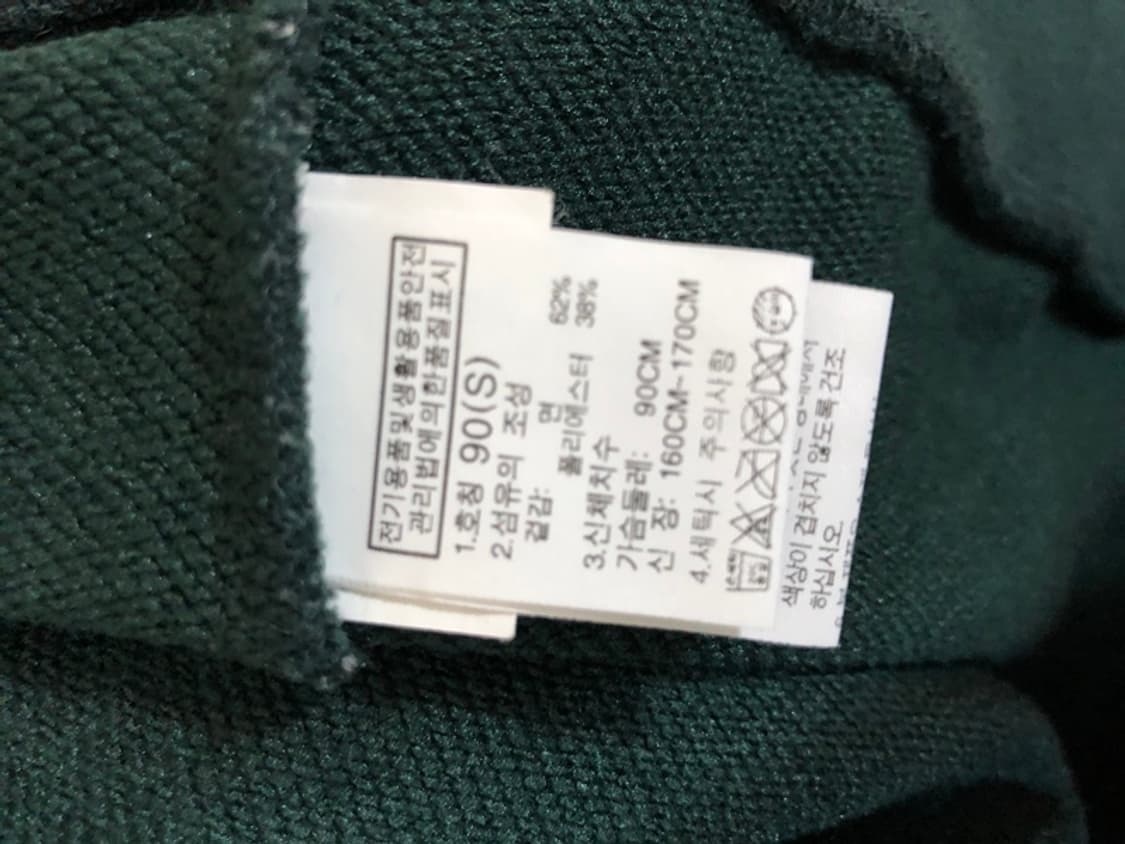 전기용품및생활용품안전
관리법에의한품질표시
1.호칭 90(S)
2.섬유의 조성
겉감: 면 62%
폴리에스터 38%
3.신체치수
가슴둘레: 90CM
신 장: 160CM~170CM
4.세탁시 주의사항
색상이 겹치지 않도록 건조
하십시오